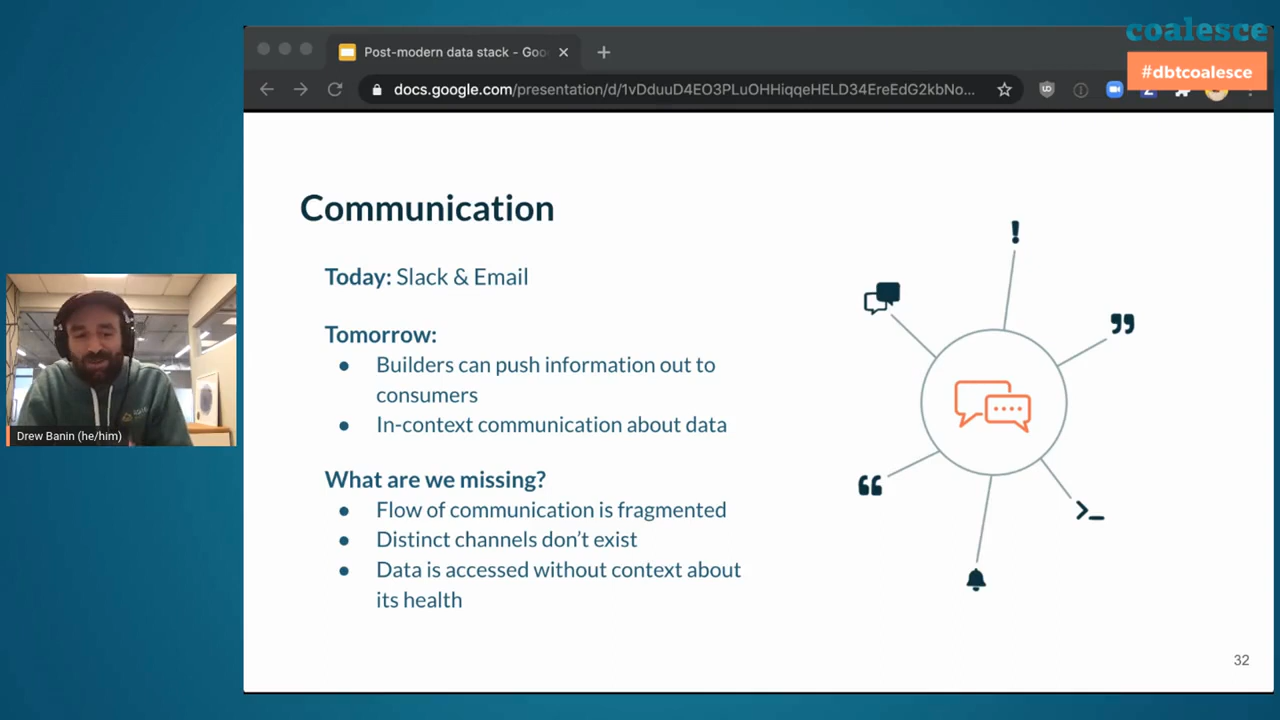 coalesce
#dbtcoalesce
Post-modern data stack - Goo
docs.google.com/presentation/d/1vDduuD4EO3PLuOHHiqqeHELD34EreEdG2kbNo...
Communication
Today: Slack & Email
Tomorrow:
● Builders can push information out to
consumers
● In-context communication about data
What are we missing?
● Flow of communication is fragmented
● Distinct channels don’t exist
● Data is accessed without context about
its health
Drew Banin (he/him)
32